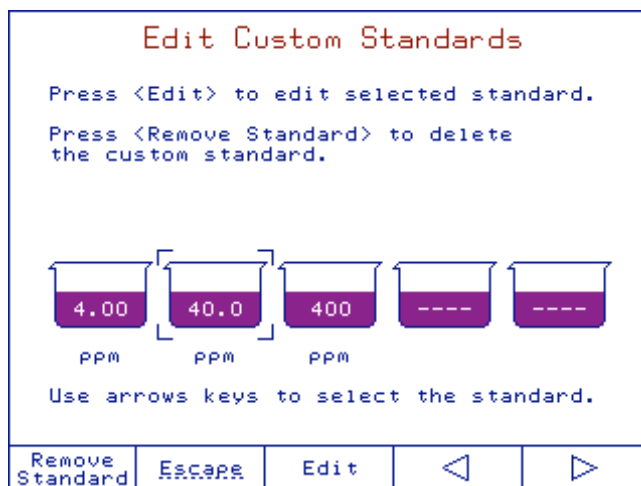 Edit Custom Standards
Press <Edit> to edit selected standard.
Press <Remove Standard> to delete
the custom standard.
4.00 40.0 400 ---- ----
ppm ppm ppm
Use arrows keys to select the standard.
Remove Standard Escape Edit